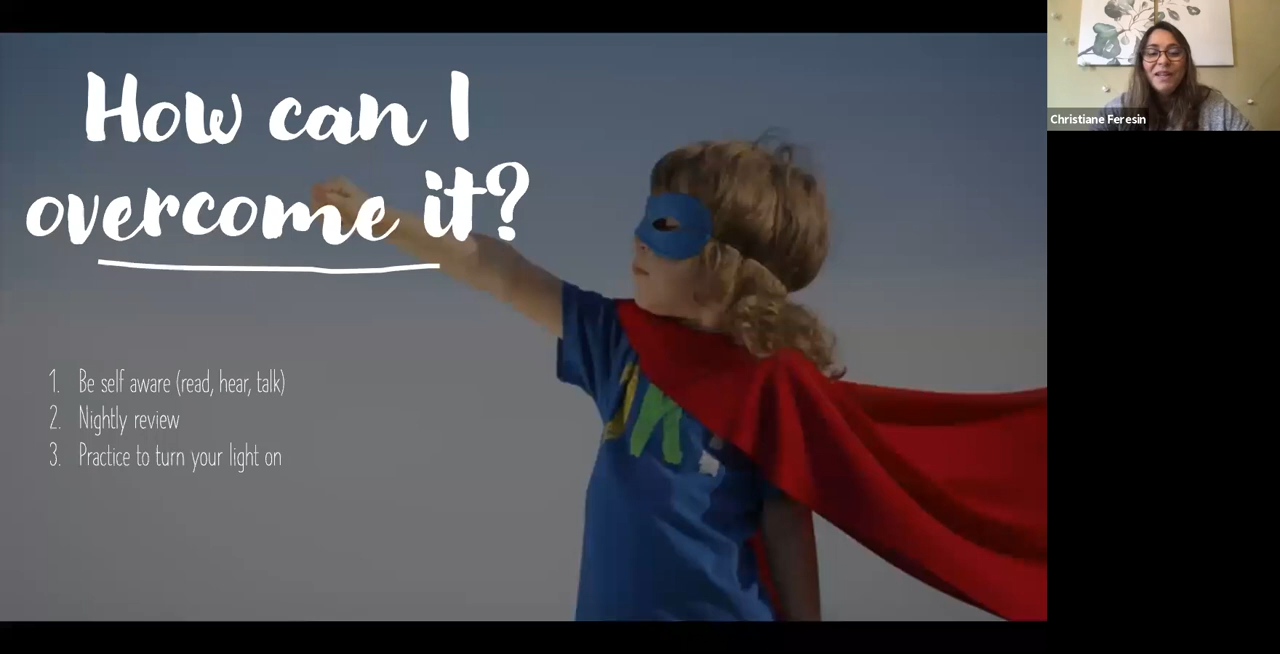 How can I
overcome it?
1. Be self aware (read, hear, talk)
2. Nightly review
3. Practice to turn your light on
Christiane Feresin